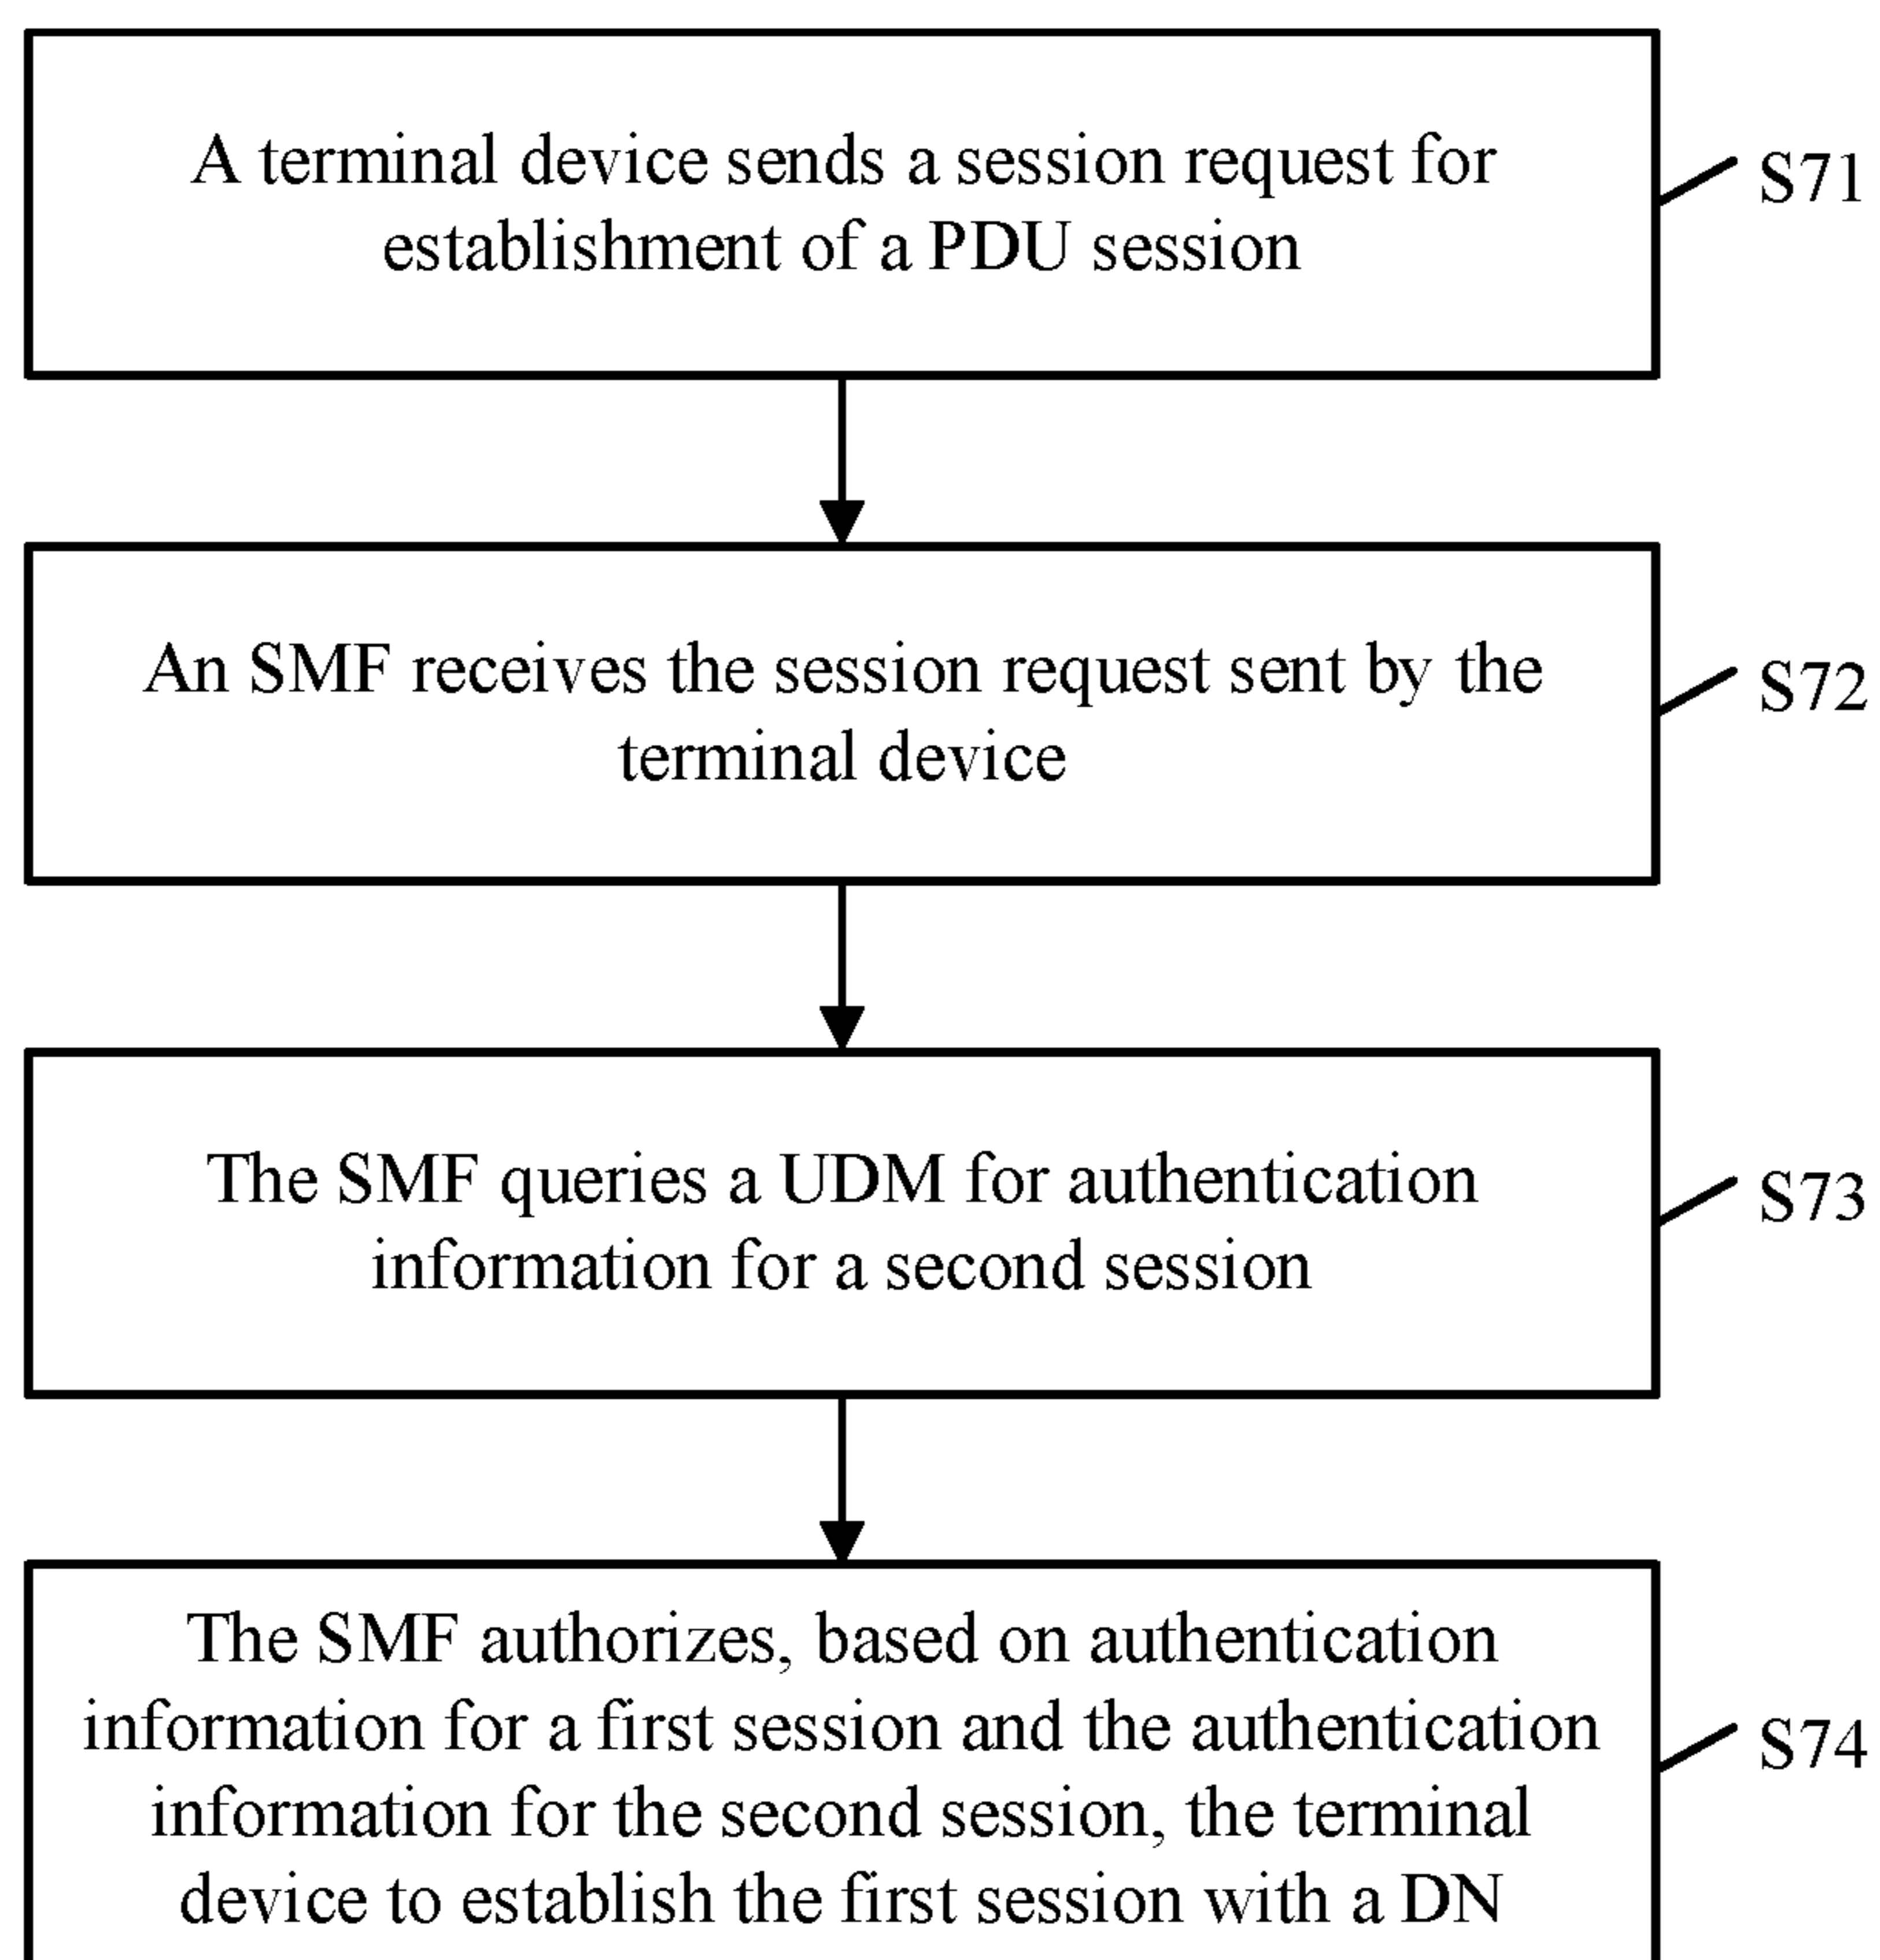 A terminal device sends a session request for
establishment of a PDU session
S71
An SMF receives the session request sent by the
terminal device
S72
The SMF queries a UDM for authentication
information for a second session
S73
The SMF authorizes, based on authentication
information for a first session and the authentication
information for the second session, the terminal
device to establish the first session with a DN
S74